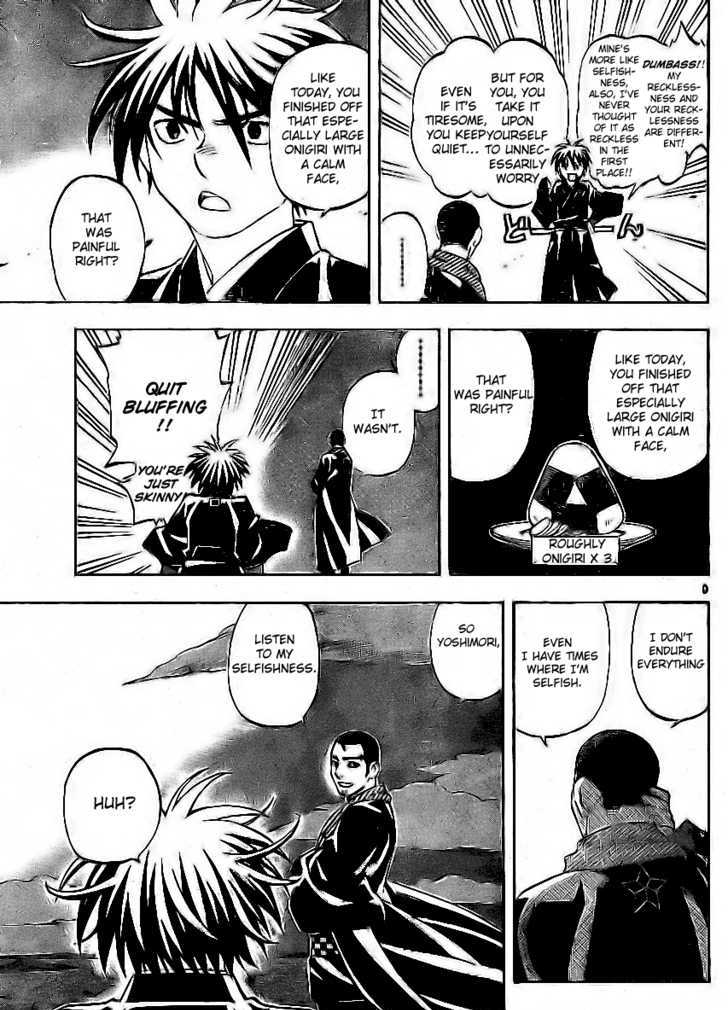 DUMBASS!!
MY
RECKLESS-
NESS AND
YOUR RECK-
LESSNESS
ARE DIFFER-
ENT!
MINE'S
MORE LIKE
SELFISH-
NESS,
ALSO, I'VE
NEVER
THOUGHT
OF IT AS
RECKLESS
IN THE
FIRST
PLACE!!
BUT FOR
YOU, YOU
TAKE IT
UPON
YOURSELF
TO UNNEC-
ESSARILY
WORRY
EVEN
IF IT'S
TIRESOME,
YOU KEEP
QUIET...
どん
.........
LIKE
TODAY, YOU
FINISHED OFF
THAT ESPE-
CIALLY LARGE
ONIGIRI WITH
A CALM
FACE,
THAT
WAS
PAINFUL
RIGHT?
LIKE TODAY,
YOU FINISHED
OFF THAT
ESPECIALLY
LARGE ONIGIRI
WITH A CALM
FACE,
THAT
WAS PAINFUL
RIGHT?
ROUGHLY
ONIGIRI X 3
.........
IT
WASN'T.
QUIT
BLUFFING
!!
YOU'RE
JUST
SKINNY
I DON'T
ENDURE
EVERYTHING
EVEN
I HAVE TIMES
WHERE I'M
SELFISH.
SO
YOSHIMORI,
LISTEN
TO MY
SELFISHNESS.
HUH?